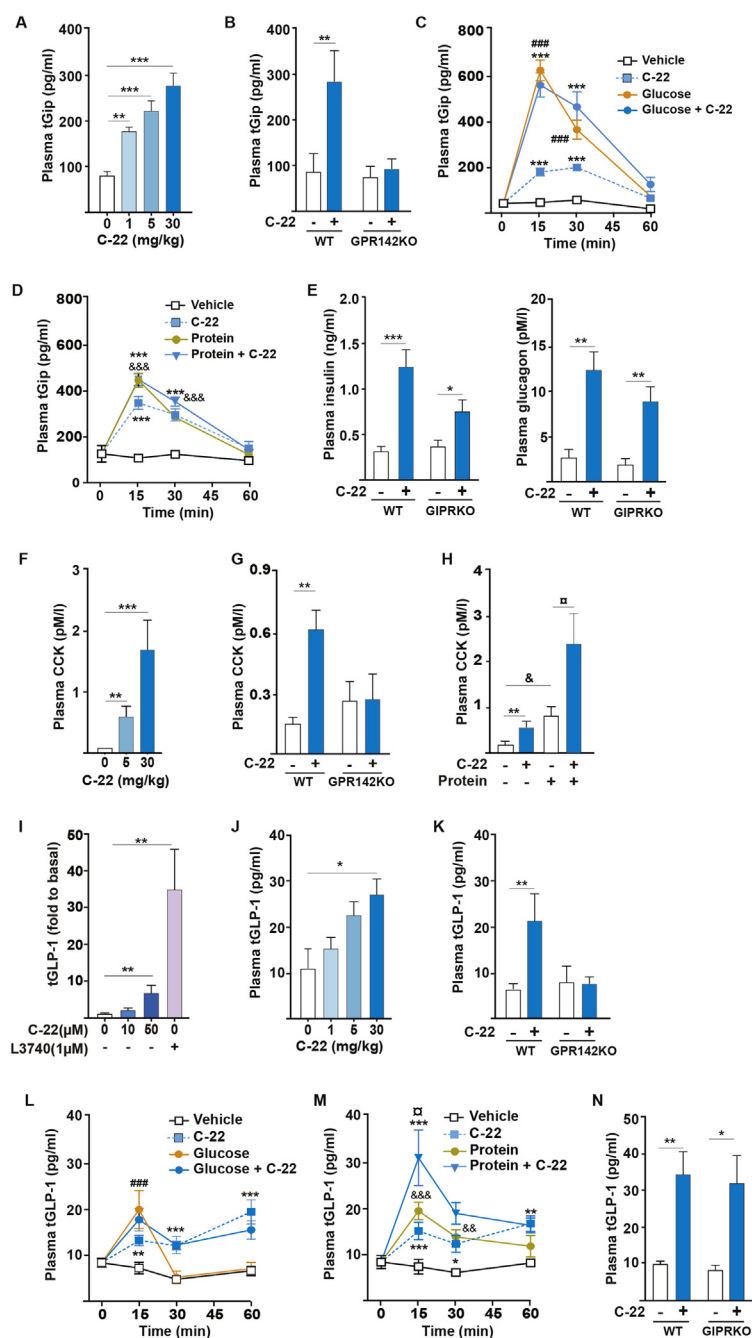 A
Plasma tGip (pg/ml)
400
300
200
100
0
***
***
**
0 1 5 30
C-22 (mg/kg)
B
Plasma tGip (pg/ml)
400
300
200
100
0
**
- + - +
C-22
WT GPR142KO
C
Plasma tGip (pg/ml)
800
600
400
200
0
Vehicle
C-22
Glucose
Glucose + C-22
###
***
***
###
***
***
0 15 30 45 60
Time (min)
D
Plasma tGip (pg/ml)
800
600
400
200
0
Vehicle
C-22
Protein
Protein + C-22
***
&&&
***
&&&
***
0 15 30 45 60
Time (min)
E
Plasma insulin (ng/ml)
2.0
1.5
1.0
0.5
0
***
*
C-22 - + - +
WT GIPRKO
Plasma glucagon (pM/l)
20
15
10
5
0
**
**
C-22 - + - +
WT GIPRKO
F
Plasma CCK (pM/l)
3
2
1
0
***
**
0 5 30
C-22 (mg/kg)
G
Plasma CCK (pM/l)
0.9
0.6
0.3
0
**
C-22 - + - +
WT GPR142KO
H
Plasma CCK (pM/l)
4
3
2
1
0
¤
&
**
C-22 - + - +
Protein - - + +
I
tGLP-1 (fold to basal)
50
40
30
20
10
0
**
**
C-22(µM) 0 10 50 0
L3740(1µM) - - - +
J
Plasma tGLP-1 (pg/ml)
40
30
20
10
0
*
0 1 5 30
C-22 (mg/kg)
K
Plasma tGLP-1 (pg/ml)
40
30
20
10
0
**
C-22 - + - +
WT GPR142KO
L
Plasma tGLP-1 (pg/ml)
40
30
20
10
0
Vehicle
C-22
Glucose
Glucose + C-22
###
***
***
**
0 15 30 45 60
Time (min)
M
Plasma tGLP-1 (pg/ml)
40
30
20
10
0
Vehicle
C-22
Protein
Protein + C-22
¤
***
&&&
**
&&
***
*
0 15 30 45 60
Time (min)
N
Plasma tGLP-1 (pg/ml)
50
40
30
20
10
0
**
*
C-22 - + - +
WT GIPRKO